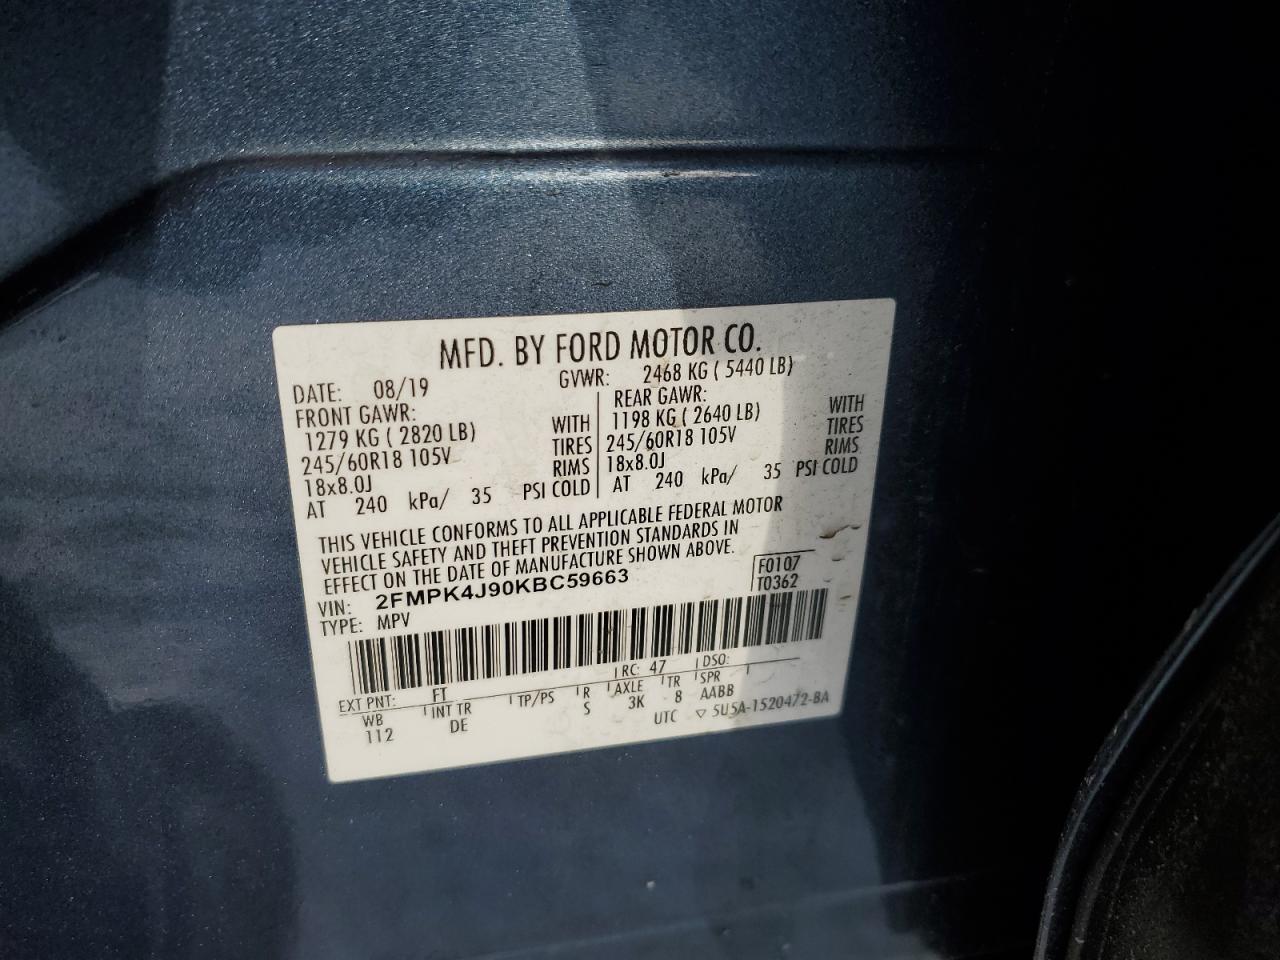 MFD. BY FORD MOTOR CO.
DATE: 08/19 GVWR: 2468 KG ( 5440 LB)
FRONT GAWR: REAR GAWR:
1279 KG ( 2820 LB) WITH 1198 KG ( 2640 LB) WITH
245/60R18 105V TIRES 245/60R18 105V TIRES
18x8.0J RIMS 18x8.0J RIMS
AT 240 kPa/ 35 PSI COLD AT 240 kPa/ 35 PSI COLD
THIS VEHICLE CONFORMS TO ALL APPLICABLE FEDERAL MOTOR
VEHICLE SAFETY AND THEFT PREVENTION STANDARDS IN
EFFECT ON THE DATE OF MANUFACTURE SHOWN ABOVE.
VIN: 2FMPK4J90KBC59663 F0107
TYPE: MPV T0362
EXT PNT: FT RC: 47 DSO:
WB INT TR TP/PS R AXLE TR SPR
112 DE S 3K 8 AABB
UTC ▽ 5U5A-1520472-BA